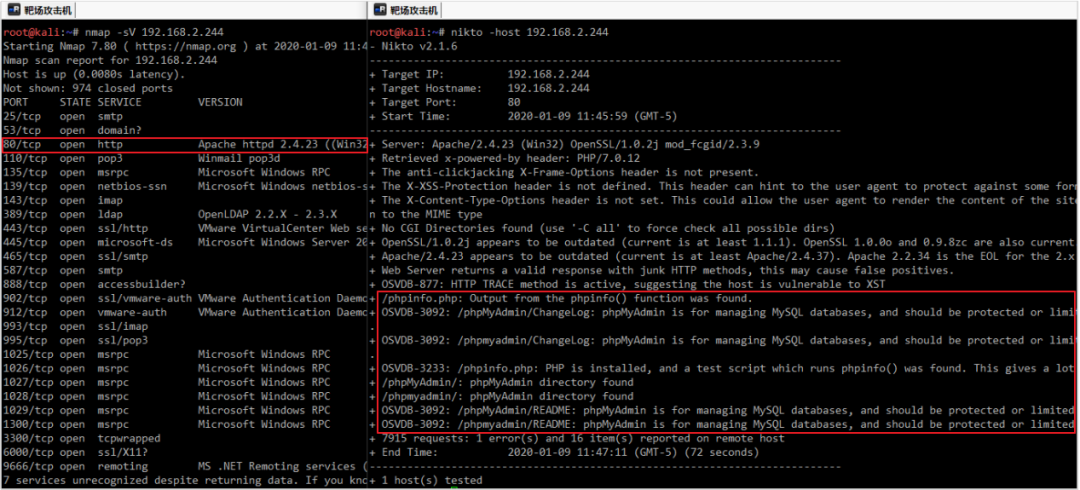 靶场攻击机
root@kali:~# nmap -sV 192.168.2.244
Starting Nmap 7.80 ( https://nmap.org ) at 2020-01-09 11:4
Nmap scan report for 192.168.2.244
Host is up (0.0080s latency).
Not shown: 974 closed ports
PORT     STATE SERVICE         VERSION
25/tcp   open  smtp
53/tcp   open  domain?
80/tcp   open  http            Apache httpd 2.4.23 ((Win32
110/tcp  open  pop3            Winmail pop3d
135/tcp  open  msrpc           Microsoft Windows RPC
139/tcp  open  netbios-ssn     Microsoft Windows netbios-s
143/tcp  open  imap
389/tcp  open  ldap            OpenLDAP 2.2.X - 2.3.X
443/tcp  open  ssl/http        VMware VirtualCenter Web se
445/tcp  open  microsoft-ds    Microsoft Windows Server 20
465/tcp  open  ssl/smtp
587/tcp  open  smtp
888/tcp  open  accessbuilder?
902/tcp  open  ssl/vmware-auth VMware Authentication Daemo
912/tcp  open  vmware-auth     VMware Authentication Daemo
993/tcp  open  ssl/imap
995/tcp  open  ssl/pop3
1025/tcp open  msrpc           Microsoft Windows RPC
1026/tcp open  msrpc           Microsoft Windows RPC
1027/tcp open  msrpc           Microsoft Windows RPC
1028/tcp open  msrpc           Microsoft Windows RPC
1029/tcp open  msrpc           Microsoft Windows RPC
1300/tcp open  msrpc           Microsoft Windows RPC
3300/tcp open  tcpwrapped
6000/tcp open  ssl/X11?
9666/tcp open  remoting        MS .NET Remoting services (
7 services unrecognized despite returning data. If you kno
靶场攻击机
root@kali:~# nikto -host 192.168.2.244
- Nikto v2.1.6
---------------------------------------------------------------------------
+ Target IP:          192.168.2.244
+ Target Hostname:    192.168.2.244
+ Target Port:        80
+ Start Time:         2020-01-09 11:45:59 (GMT-5)
---------------------------------------------------------------------------
+ Server: Apache/2.4.23 (Win32) OpenSSL/1.0.2j mod_fcgid/2.3.9
+ Retrieved x-powered-by header: PHP/7.0.12
+ The anti-clickjacking X-Frame-Options header is not present.
+ The X-XSS-Protection header is not defined. This header can hint to the user agent to protect against some for
+ The X-Content-Type-Options header is not set. This could allow the user agent to render the content of the sit
n to the MIME type
+ No CGI Directories found (use '-C all' to force check all possible dirs)
+ OpenSSL/1.0.2j appears to be outdated (current is at least 1.1.1). OpenSSL 1.0.0o and 0.9.8zc are also current
+ Apache/2.4.23 appears to be outdated (current is at least Apache/2.4.37). Apache 2.2.34 is the EOL for the 2.x
+ Web Server returns a valid response with junk HTTP methods, this may cause false positives.
+ OSVDB-877: HTTP TRACE method is active, suggesting the host is vulnerable to XST
+ /phpinfo.php: Output from the phpinfo() function was found.
+ OSVDB-3092: /phpMyAdmin/ChangeLog: phpMyAdmin is for managing MySQL databases, and should be protected or limi
.
+ OSVDB-3092: /phpmyadmin/ChangeLog: phpMyAdmin is for managing MySQL databases, and should be protected or limi
.
+ OSVDB-3233: /phpinfo.php: PHP is installed, and a test script which runs phpinfo() was found. This gives a lot
+ /phpMyAdmin/: phpMyAdmin directory found
+ /phpmyadmin/: phpMyAdmin directory found
+ OSVDB-3092: /phpMyAdmin/README: phpMyAdmin is for managing MySQL databases, and should be protected or limited
+ OSVDB-3092: /phpmyadmin/README: phpMyAdmin is for managing MySQL databases, and should be protected or limited
+ 7915 requests: 1 error(s) and 16 item(s) reported on remote host
+ End Time:           2020-01-09 11:47:11 (GMT-5) (72 seconds)
---------------------------------------------------------------------------
+ 1 host(s) tested